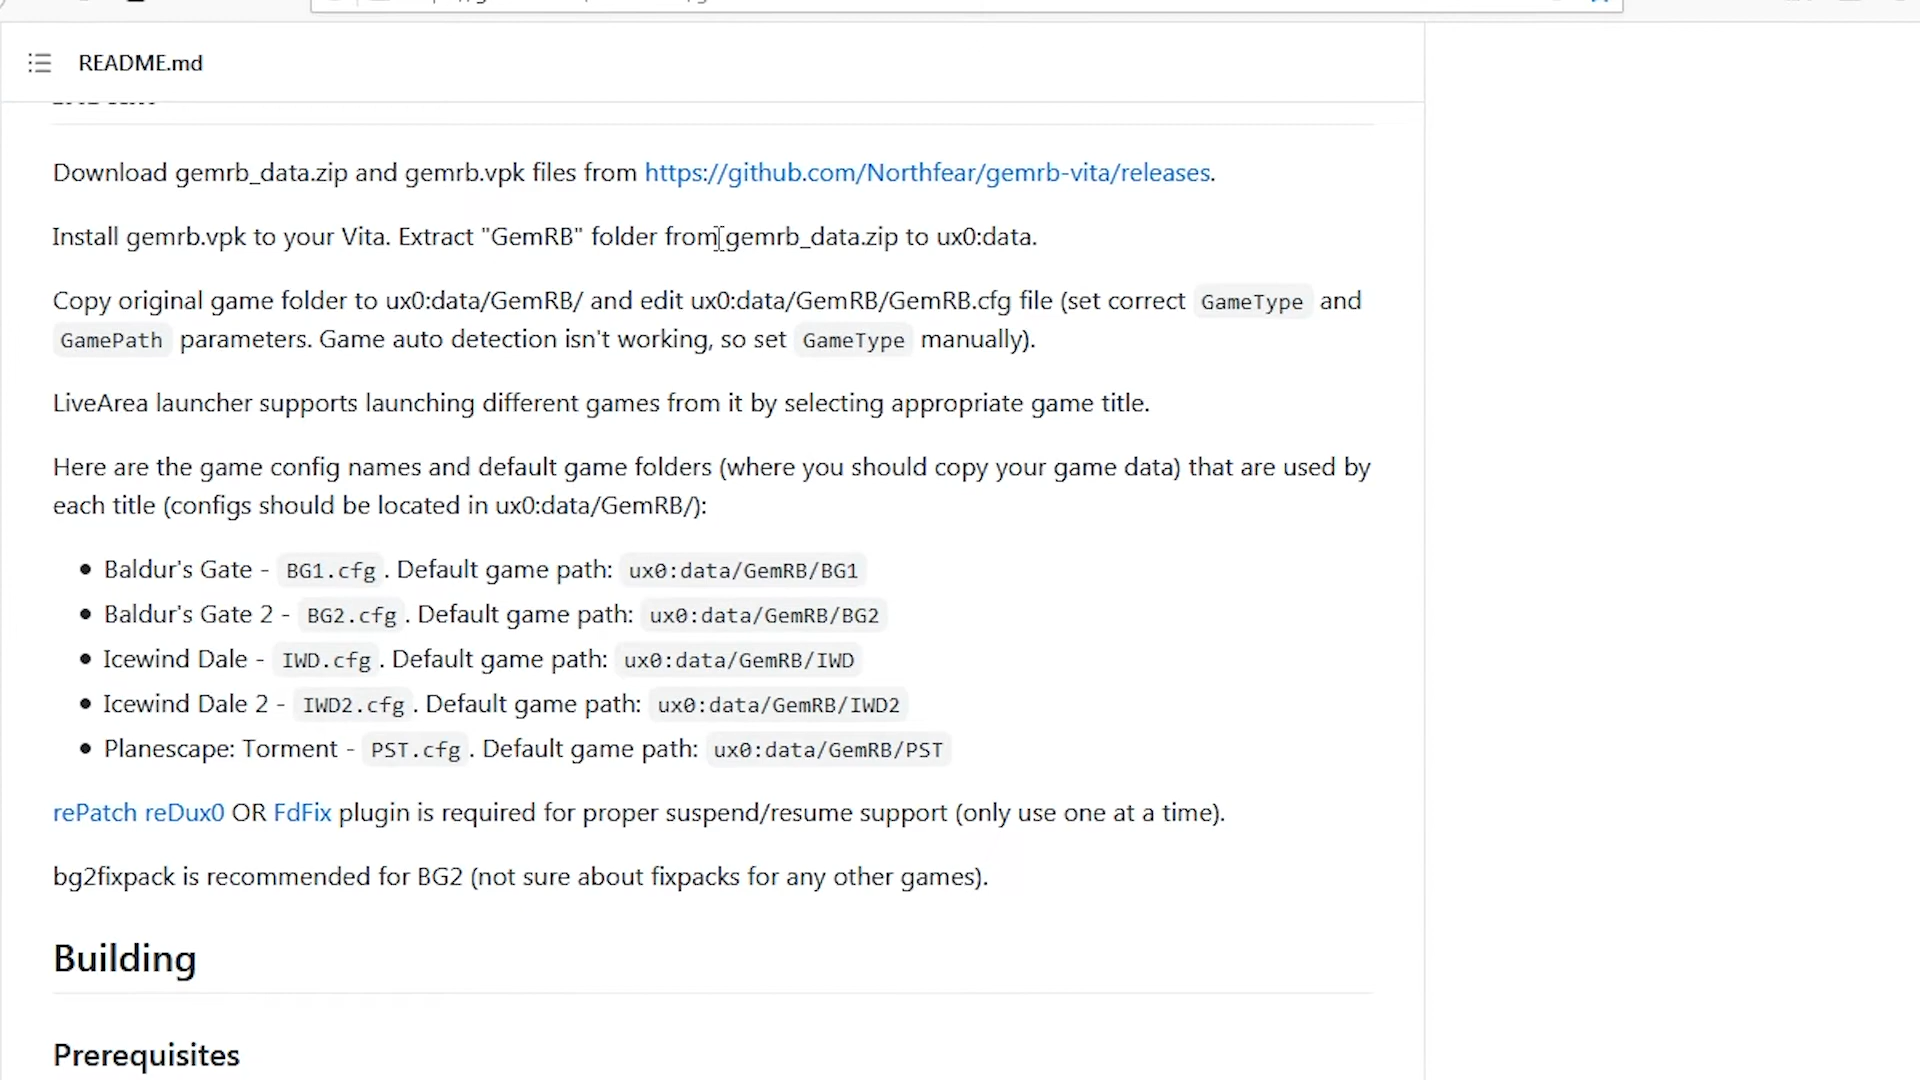 README.md
Download gemrb_data.zip and gemrb.vpk files from https://github.com/Northfear/gemrb-vita/releases.
Install gemrb.vpk to your Vita. Extract "GemRB" folder from gemrb_data.zip to ux0:data.
Copy original game folder to ux0:data/GemRB/ and edit ux0:data/GemRB/GemRB.cfg file (set correct GameType and
GamePath parameters. Game auto detection isn't working, so set GameType manually).
LiveArea launcher supports launching different games from it by selecting appropriate game title.
Here are the game config names and default game folders (where you should copy your game data) that are used by
each title (configs should be located in ux0:data/GemRB/):
• Baldur's Gate - BG1.cfg. Default game path: ux0:data/GemRB/BG1
• Baldur's Gate 2 - BG2.cfg. Default game path: ux0:data/GemRB/BG2
• Icewind Dale - IWD.cfg. Default game path: ux0:data/GemRB/IWD
• Icewind Dale 2 - IWD2.cfg. Default game path: ux0:data/GemRB/IWD2
• Planescape: Torment - PST.cfg. Default game path: ux0:data/GemRB/PST
rePatch reDux0 OR FdFix plugin is required for proper suspend/resume support (only use one at a time).
bg2fixpack is recommended for BG2 (not sure about fixpacks for any other games).
Building
Prerequisites